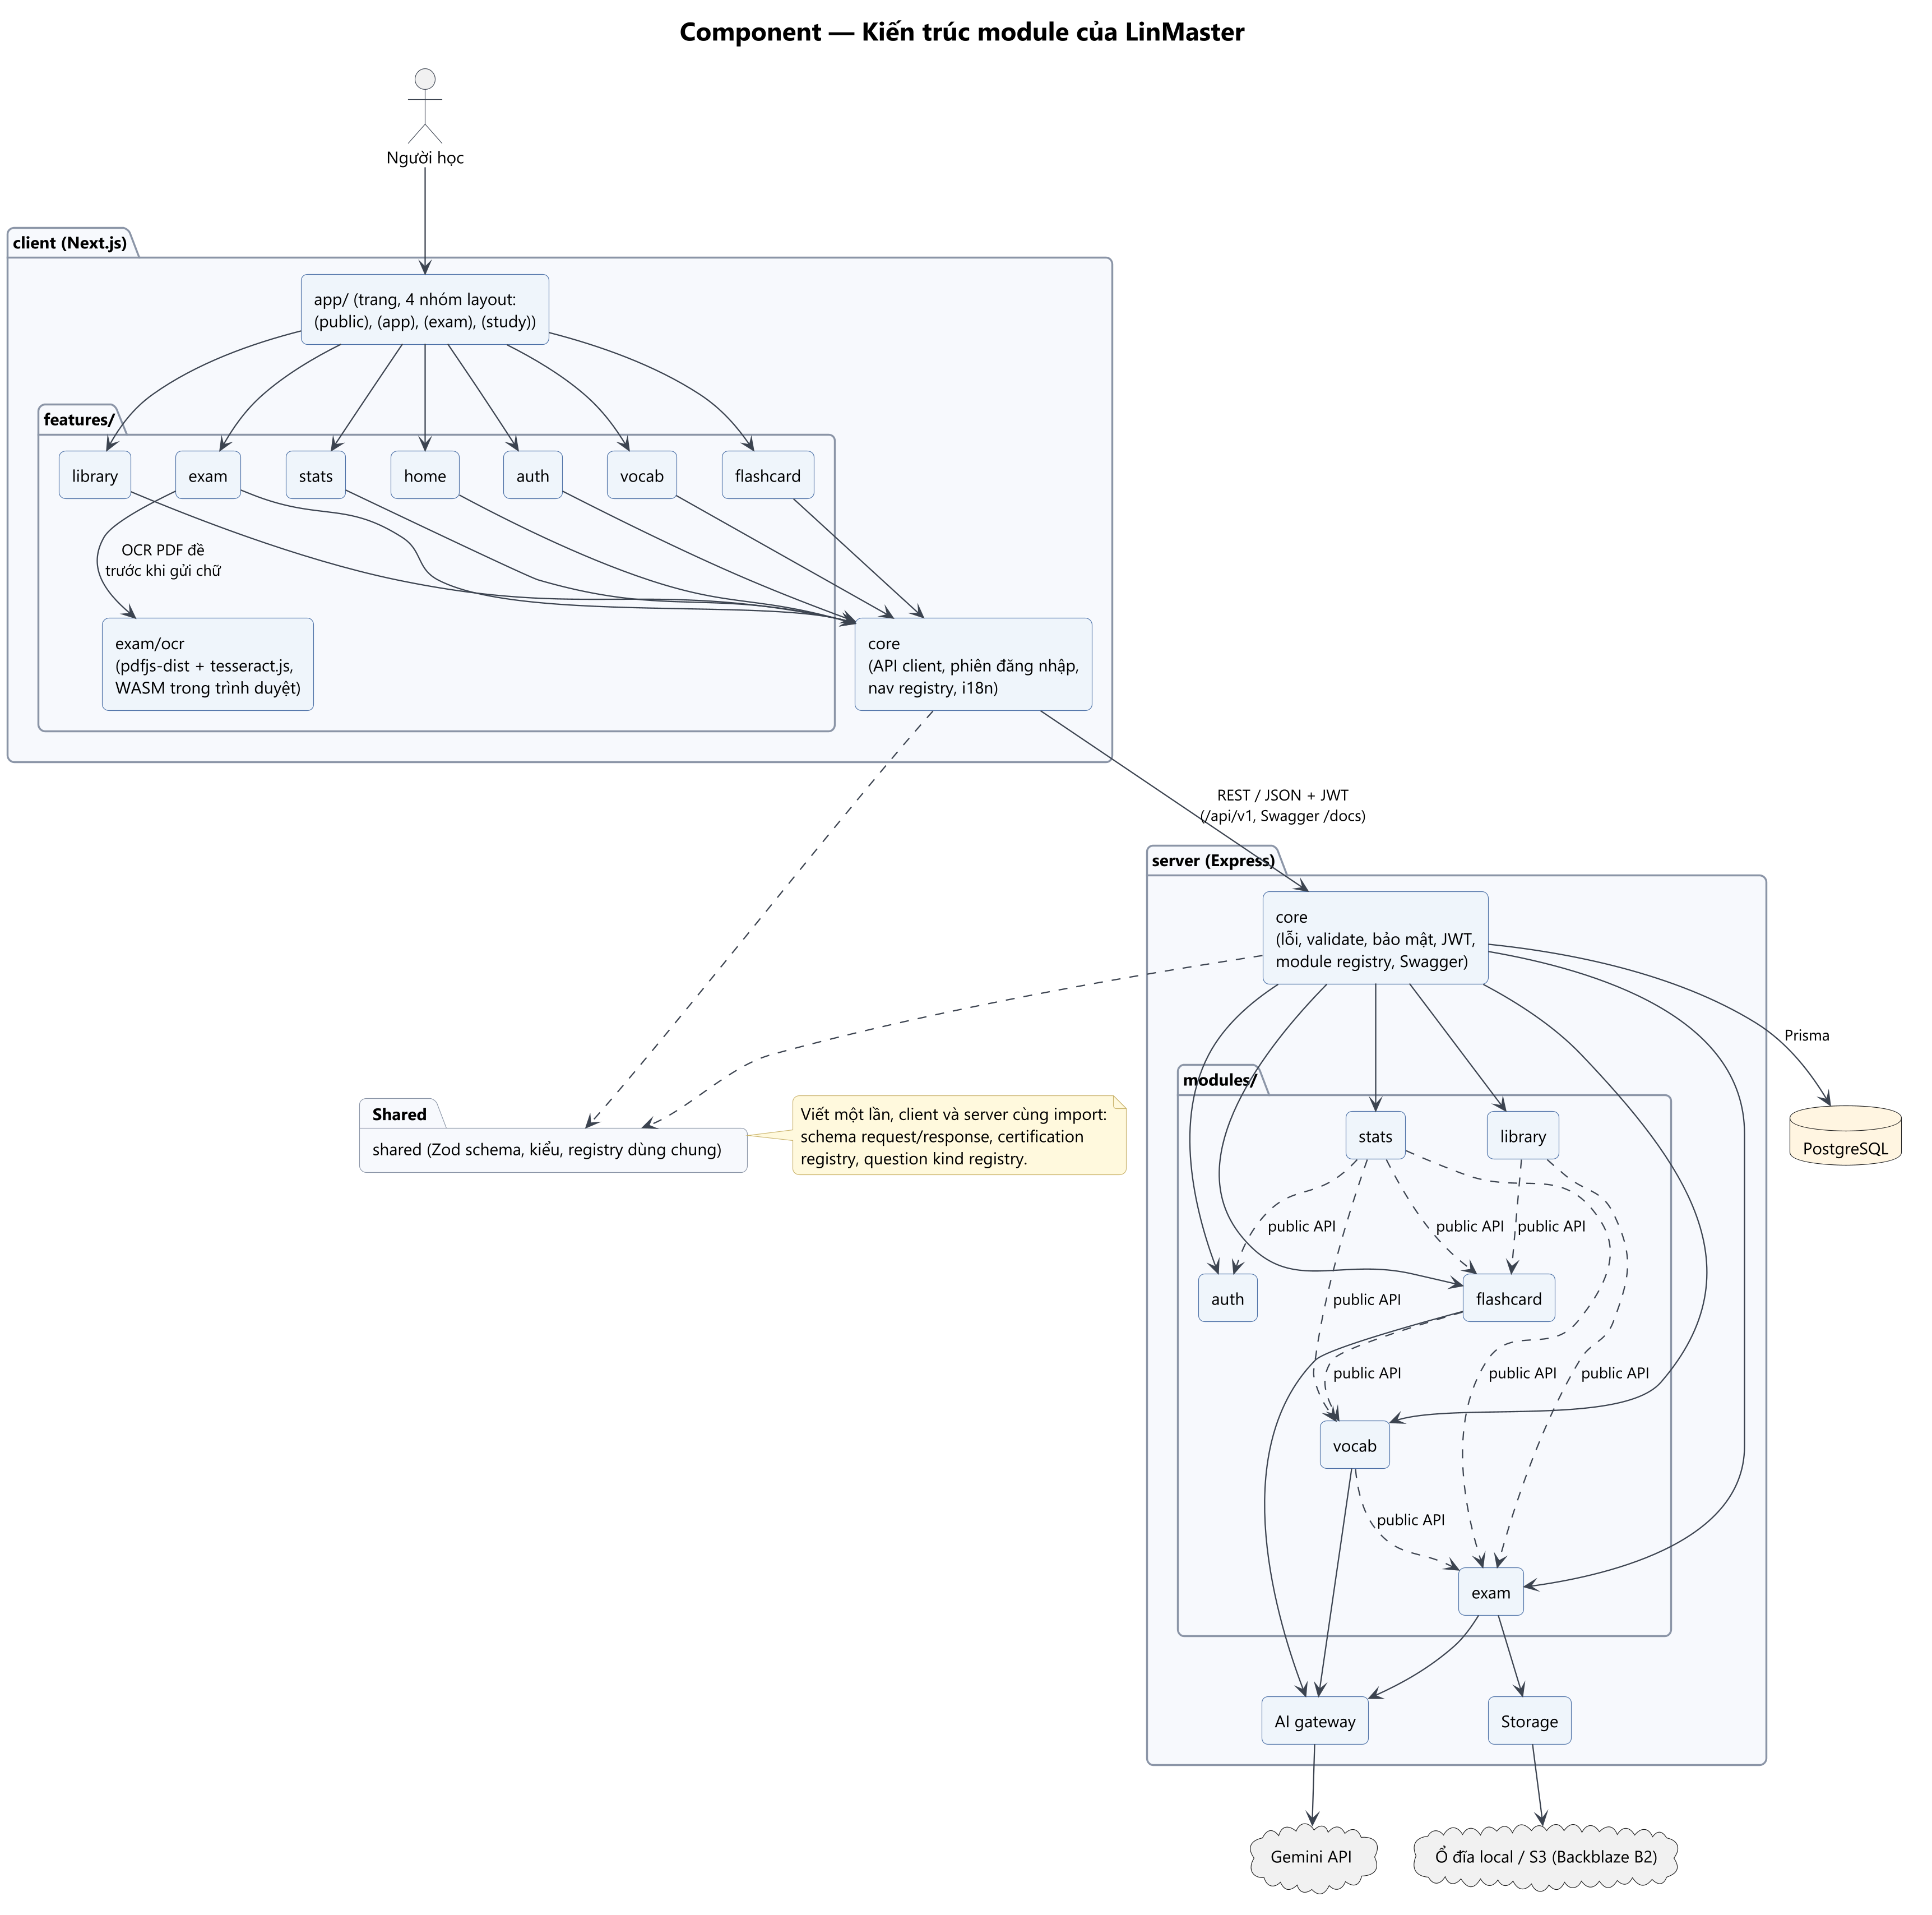 Component — Kiến trúc module của LinMaster
Người học
client (Next.js)
app/ (trang, 4 nhóm layout:
(public), (app), (exam), (study))
features/
library
exam
stats
home
auth
vocab
flashcard
OCR PDF đề
trước khi gửi chữ
exam/ocr
(pdfjs-dist + tesseract.js,
WASM trong trình duyệt)
core
(API client, phiên đăng nhập,
nav registry, i18n)
REST / JSON + JWT
(/api/v1, Swagger /docs)
server (Express)
core
(lỗi, validate, bảo mật, JWT,
module registry, Swagger)
Prisma
PostgreSQL
Shared
shared (Zod schema, kiểu, registry dùng chung)
Viết một lần, client và server cùng import:
schema request/response, certification
registry, question kind registry.
modules/
stats
library
public API
public API
public API
auth
flashcard
public API
public API
public API
public API
vocab
public API
exam
AI gateway
Storage
Gemini API
Ổ đĩa local / S3 (Backblaze B2)